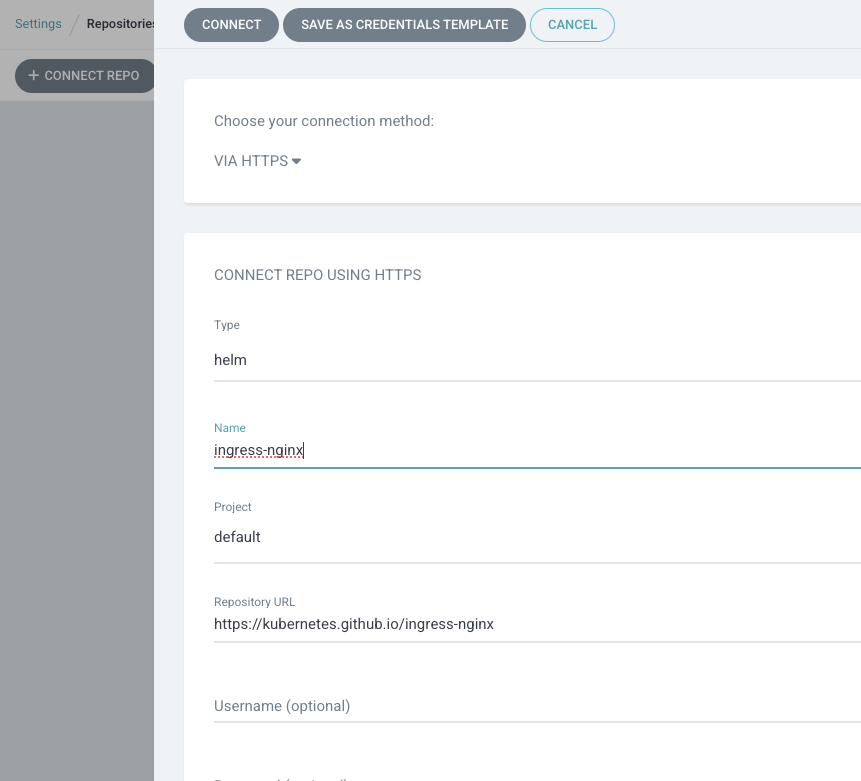 Settings / Repositories
CONNECT SAVE AS CREDENTIALS TEMPLATE CANCEL
+ CONNECT REPO
Choose your connection method:
VIA HTTPS
CONNECT REPO USING HTTPS
Type
helm
Name
ingress-nginx
Project
default
Repository URL
https://kubernetes.github.io/ingress-nginx
Username (optional)